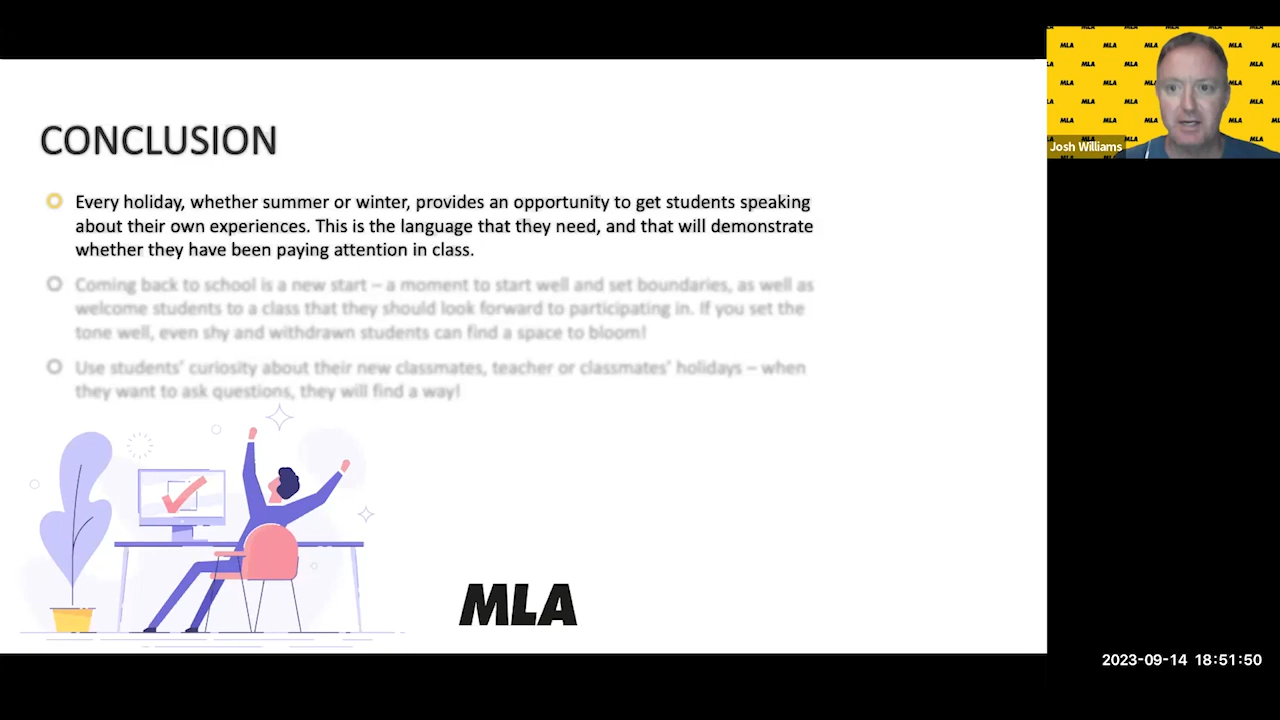 CONCLUSION
Every holiday, whether summer or winter, provides an opportunity to get students speaking
about their own experiences. This is the language that they need, and that will demonstrate
whether they have been paying attention in class.
Coming back to school is a new start – a moment to start well and set boundaries, as well as
welcome students to a class that they should look forward to participating in. If you set the
tone well, even shy and withdrawn students can find a space to bloom!
Use students’ curiosity about their new classmates, teacher or classmates’ holidays – when
they want to ask questions, they will find a way!
MLA
MLA
Josh Williams
2023-09-14 18:51:50